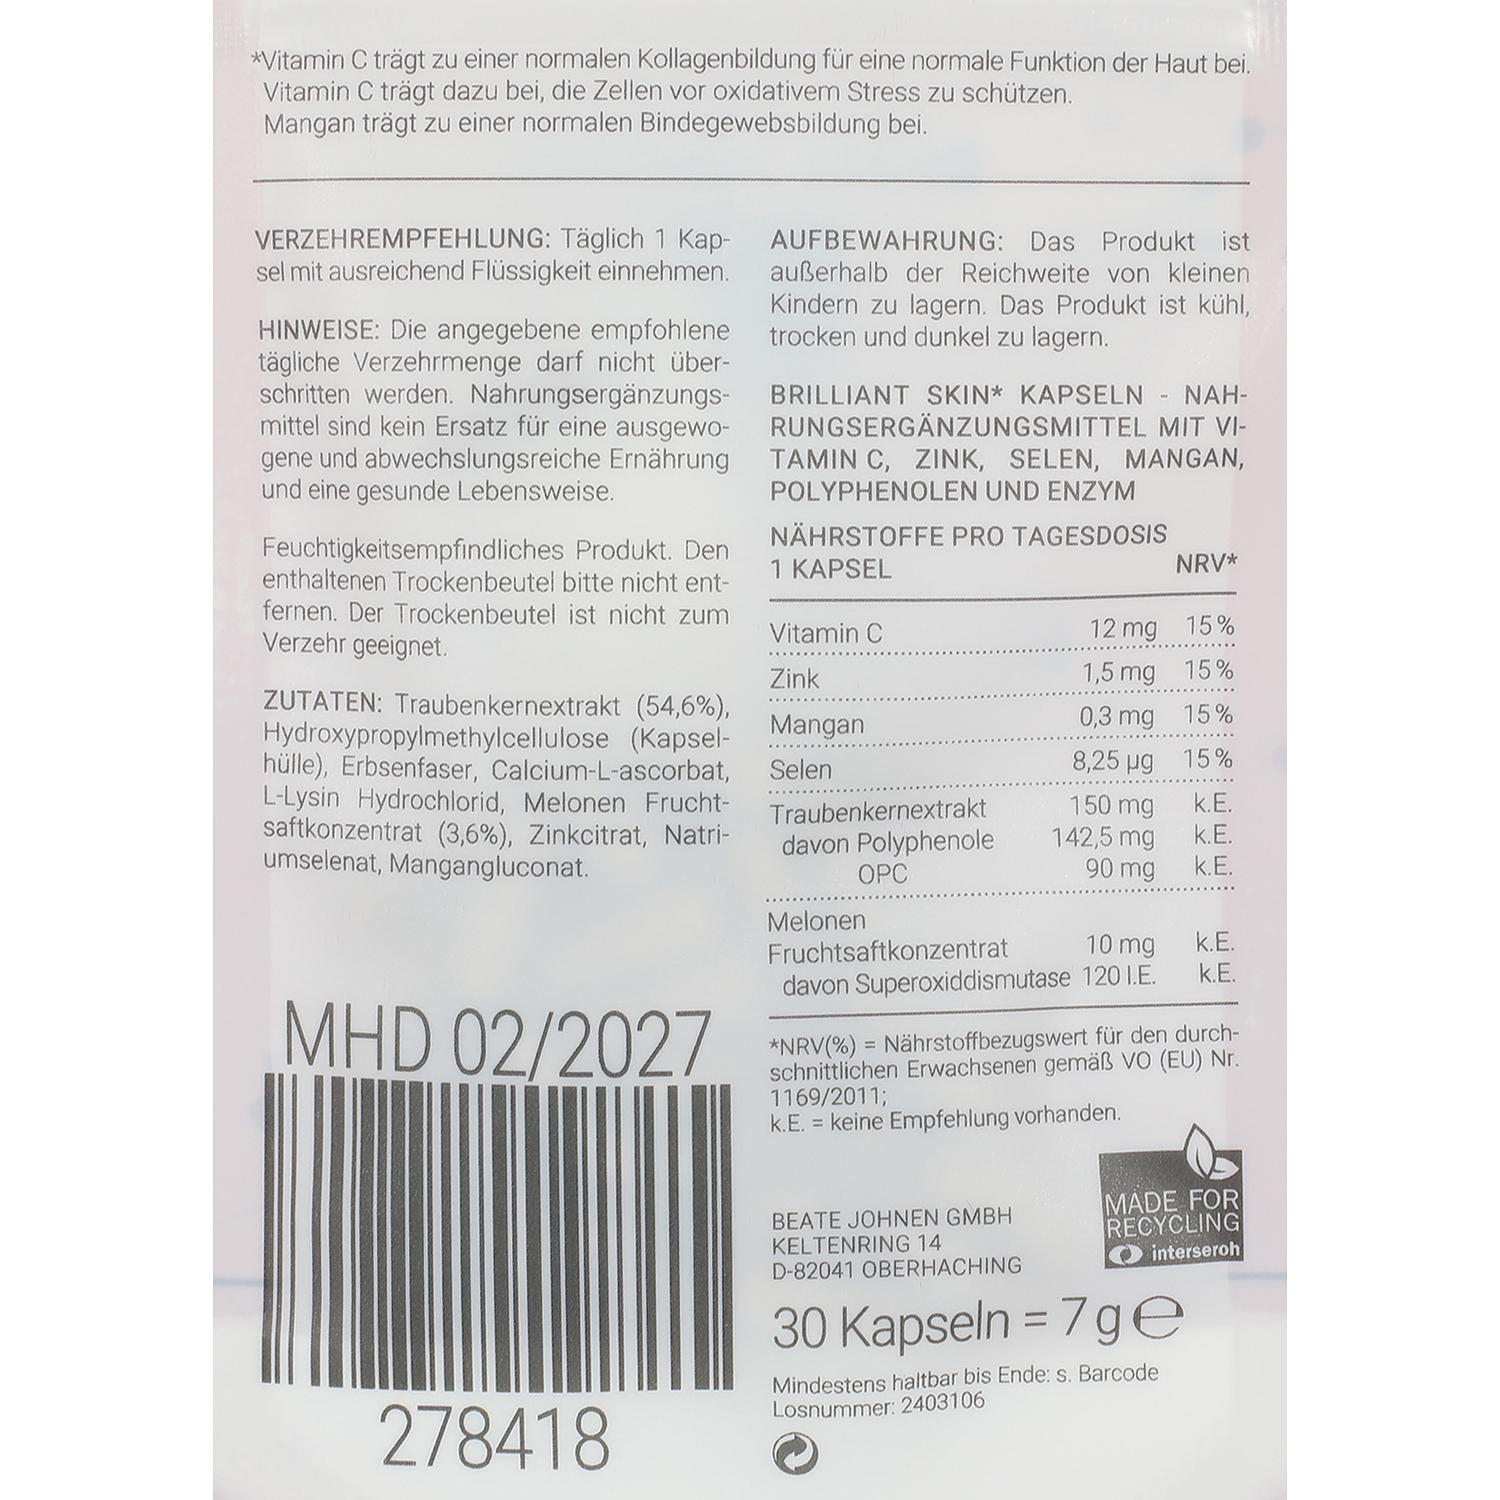 *Vitamin C trägt zu einer normalen Kollagenbildung für eine normale Funktion der Haut bei.
Vitamin C trägt dazu bei, die Zellen vor oxidativem Stress zu schützen.
Mangan trägt zu einer normalen Bindegewebsbildung bei.
VERZEHREMPFEHLUNG: Täglich 1 Kap-
sel mit ausreichend Flüssigkeit einnehmen.
HINWEISE: Die angegebene empfohlene
tägliche Verzehrmenge darf nicht über-
schritten werden. Nahrungsergänzungs-
mittel sind kein Ersatz für eine ausgewo-
gene und abwechslungsreiche Ernährung
und eine gesunde Lebensweise.
Feuchtigkeitsempfindliches Produkt. Den
enthaltenen Trockenbeutel bitte nicht ent-
fernen. Der Trockenbeutel ist nicht zum
Verzehr geeignet.
ZUTATEN: Traubenkernextrakt (54,6%),
Hydroxypropylmethylcellulose (Kapsel-
hülle), Erbsenfaser, Calcium-L-ascorbat,
L-Lysin Hydrochlorid, Melonen Frucht-
saftkonzentrat (3,6%), Zinkcitrat, Natri-
umselenat, Mangangluconat.
MHD 02/2027
278418
AUFBEWAHRUNG: Das Produkt ist
außerhalb der Reichweite von kleinen
Kindern zu lagern. Das Produkt ist kühl,
trocken und dunkel zu lagern.
BRILLIANT SKIN* KAPSELN - NAH-
RUNGSERGÄNZUNGSMITTEL MIT VI-
TAMIN C, ZINK, SELEN, MANGAN,
POLYPHENOLEN UND ENZYM
NÄHRSTOFFE PRO TAGESDOSIS
1 KAPSEL NRV*
Vitamin C 12 mg 15%
Zink 1,5 mg 15%
Mangan 0,3 mg 15%
Selen 8,25 µg 15%
Traubenkernextrakt 150 mg k.E.
davon Polyphenole 142,5 mg k.E.
OPC 90 mg k.E.
Melonen
Fruchtsaftkonzentrat 10 mg k.E.
davon Superoxiddismutase 120 I.E. k.E.
*NRV(%) = Nährstoffbezugswert für den durch-
schnittlichen Erwachsenen gemäß VO (EU) Nr.
1169/2011;
k.E. = keine Empfehlung vorhanden.
MADE FOR
RECYCLING
interseroh
BEATE JOHNEN GMBH
KELTENRING 14
D-82041 OBERHACHING
30 Kapseln = 7 g ℮
Mindestens haltbar bis Ende: s. Barcode
Losnummer: 2403106